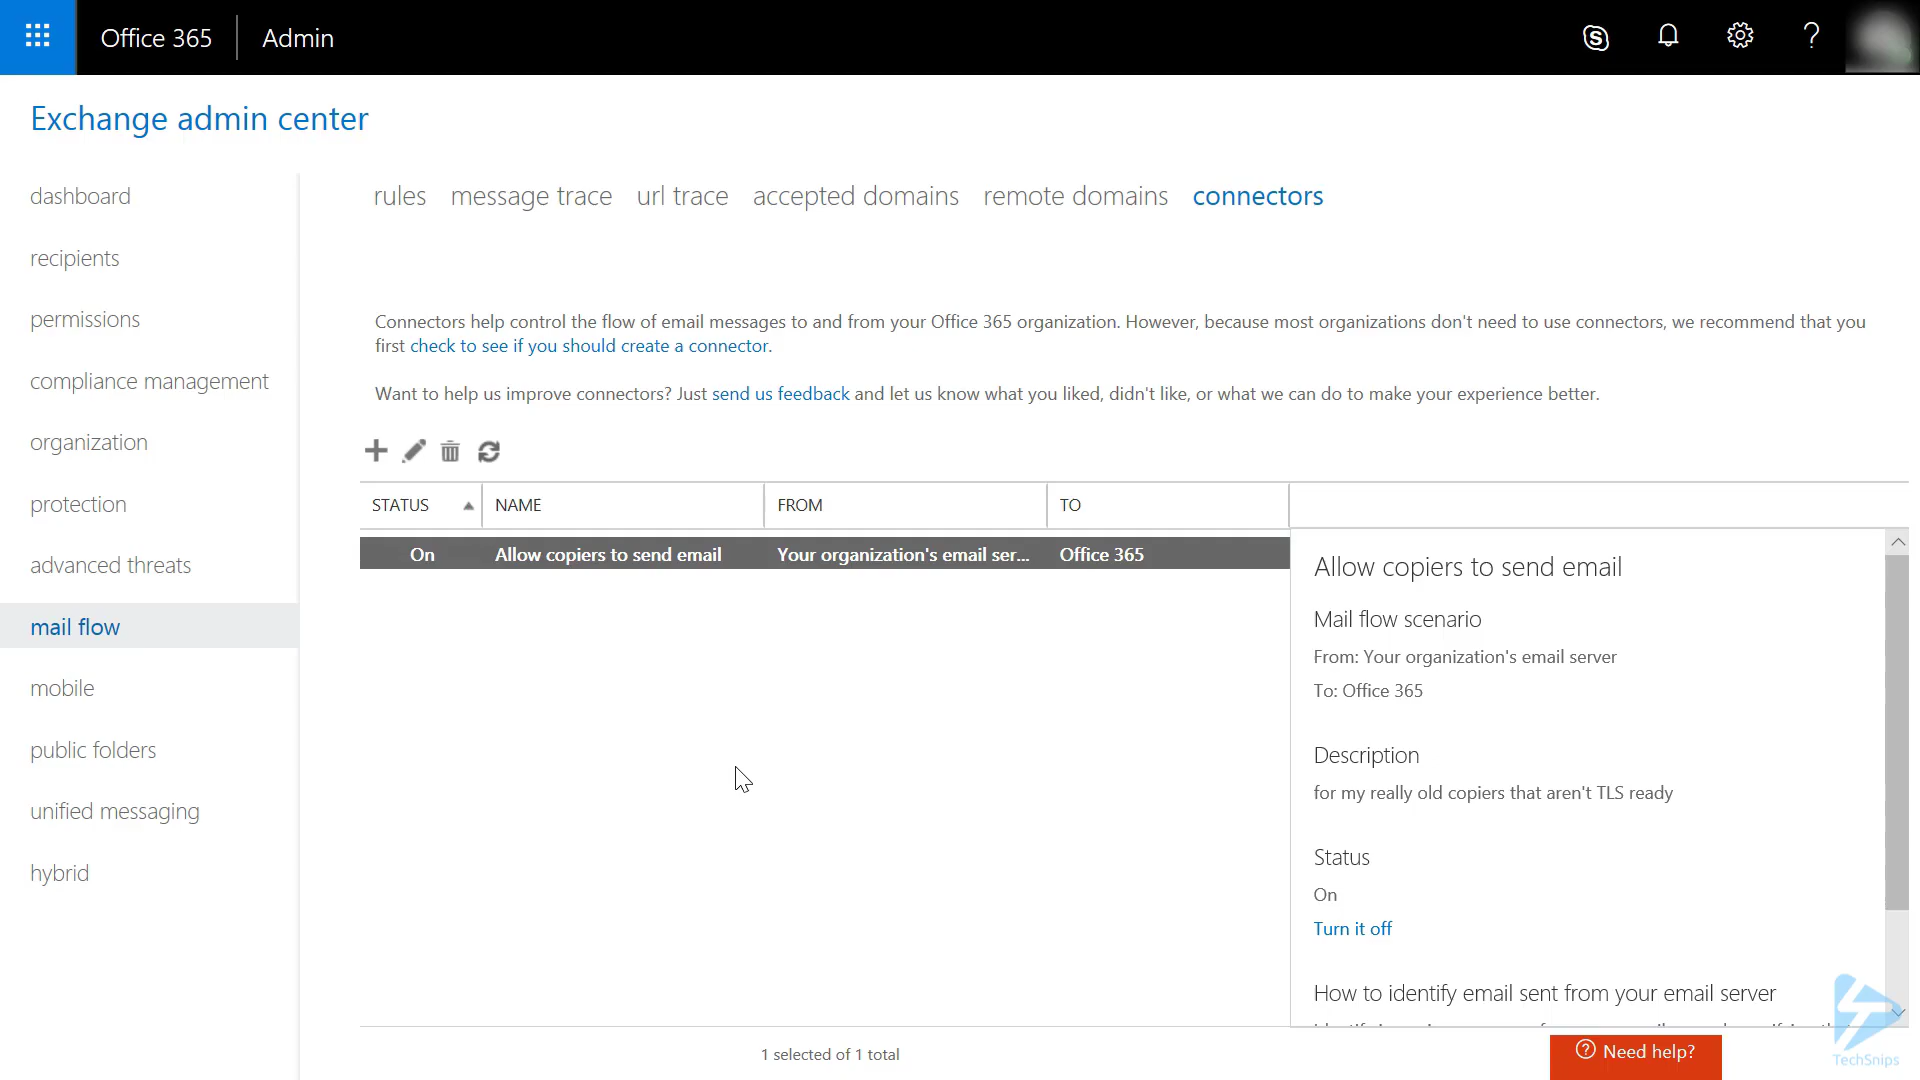 Office 365
Admin
Exchange admin center
dashboard
recipients
permissions
compliance management
organization
protection
advanced threats
mail flow
mobile
public folders
unified messaging
hybrid
rules message trace url trace accepted domains remote domains connectors
Connectors help control the flow of email messages to and from your Office 365 organization. However, because most organizations don't need to use connectors, we recommend that you
first check to see if you should create a connector.
Want to help us improve connectors? Just send us feedback and let us know what you liked, didn't like, or what we can do to make your experience better.
STATUS NAME FROM TO
On Allow copiers to send email Your organization's email ser... Office 365
Allow copiers to send email
Mail flow scenario
From: Your organization's email server
To: Office 365
Description
for my really old copiers that aren't TLS ready
Status
On
Turn it off
How to identify email sent from your email server
1 selected of 1 total
Need help?
TechSnips